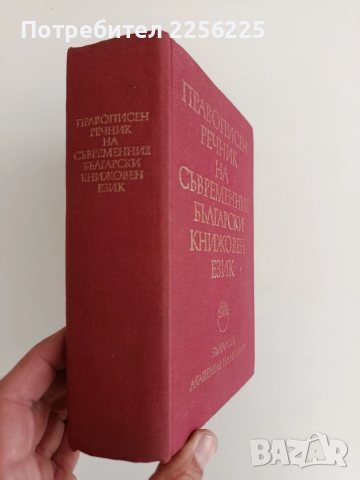 Потребител 2256225
ПРАВОПИСЕН
РЕЧНИК
НА
СЪВРЕМЕННИЯ
БЪЛГАРСКИ
КНИЖОВЕН
ЕЗИК
ПРАВОПИСЕН
РЕЧНИК
НА
СЪВРЕМЕННИЯ
БЪЛГАРСКИ
КНИЖОВЕН
ЕЗИК
BAZAR